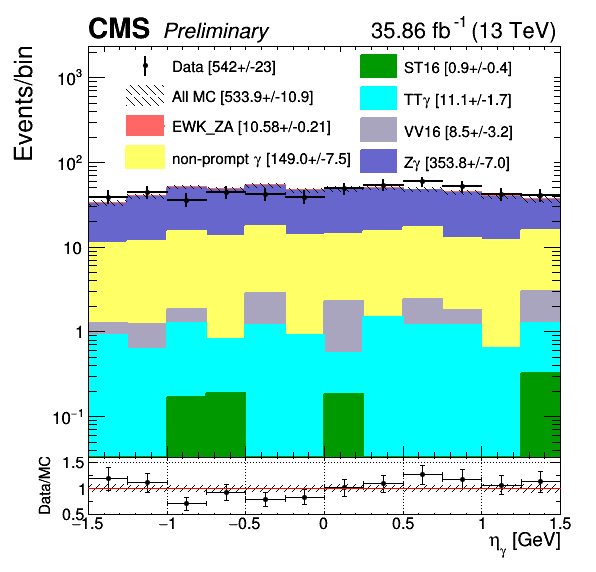 CMS Preliminary 35.86 fb⁻¹ (13 TeV)
Events/bin
Data [542+/-23]
All MC [533.9+/-10.9]
EWK_ZA [10.58+/-0.21]
non-prompt γ [149.0+/-7.5]
ST16 [0.9+/-0.4]
TTγ [11.1+/-1.7]
VV16 [8.5+/-3.2]
Zγ [353.8+/-7.0]
10³
10²
10
1
10⁻¹
Data/MC
1.5
1
0.5
−1.5 −1 −0.5 0 0.5 1 1.5
ηγ [GeV]